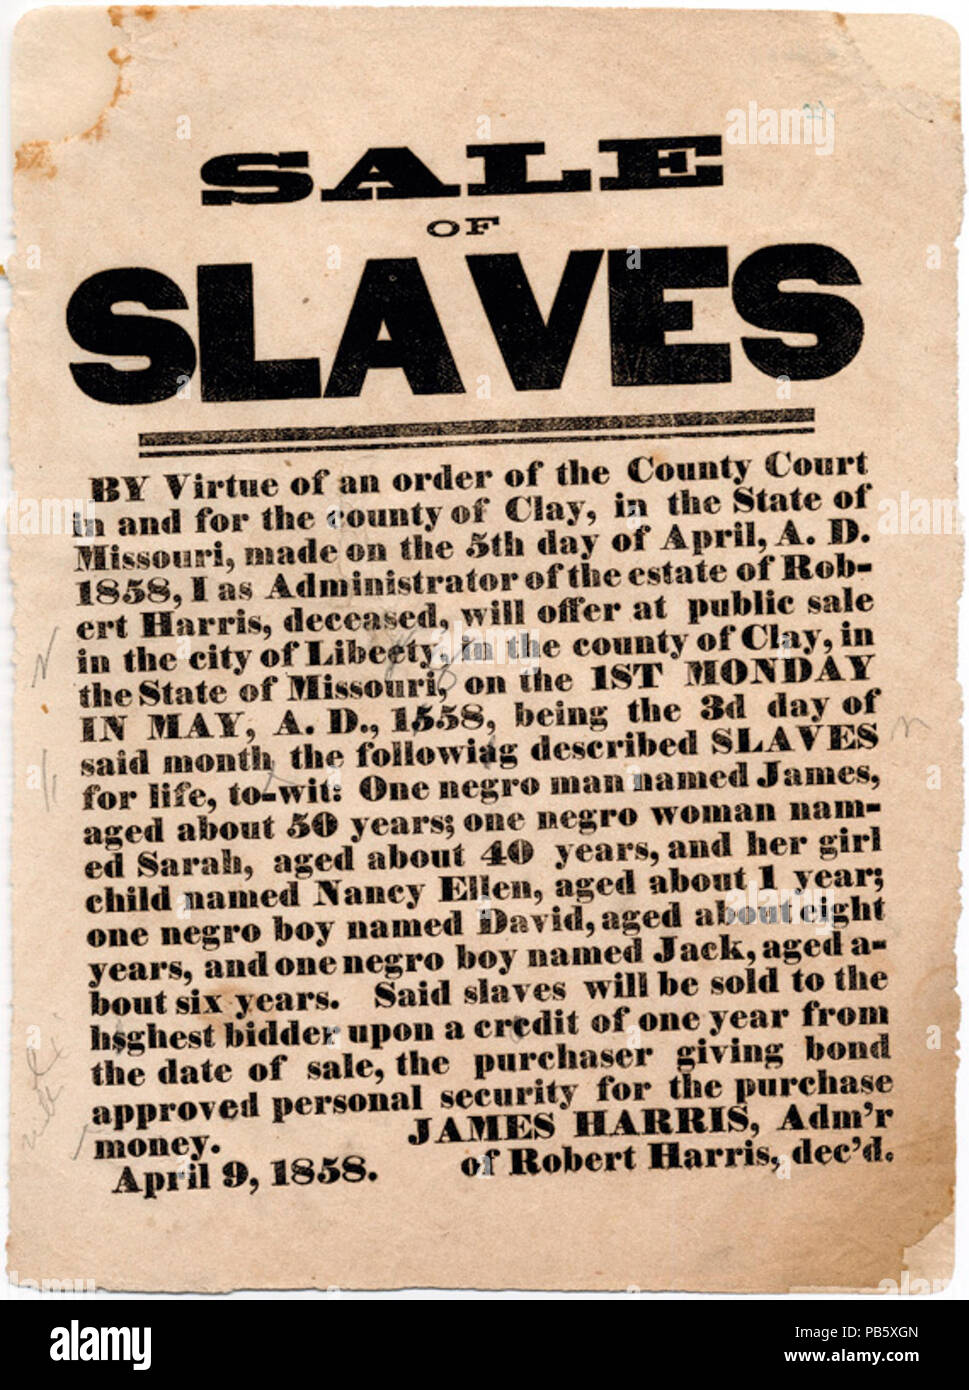 SALE
OF
SLAVES
BY Virtue of an order of the County Court
in and for the county of Clay, in the State of
Missouri, made on the 5th day of April, A. D.
1858, I as Administrator of the estate of Rob-
ert Harris, deceased, will offer at public sale
in the city of Libeety, in the county of Clay, in
the State of Missouri, on the 1ST MONDAY
IN MAY, A. D., 1558, being the 3d day of
said month the following described SLAVES
for life, to-wit: One negro man named James,
aged about 50 years; one negro woman nam-
ed Sarah, aged about 40 years, and her girl
child named Nancy Ellen, aged about 1 year;
one negro boy named David, aged about eight
years, and one negro boy named Jack, aged a-
bout six years. Said slaves will be sold to the
hsghest bidder upon a credit of one year from
the date of sale, the purchaser giving bond
approved personal security for the purchase
money. JAMES HARRIS, Adm'r
April 9, 1858. of Robert Harris, dec'd.
alamy
Image ID: PB5XGN
www.alamy.com